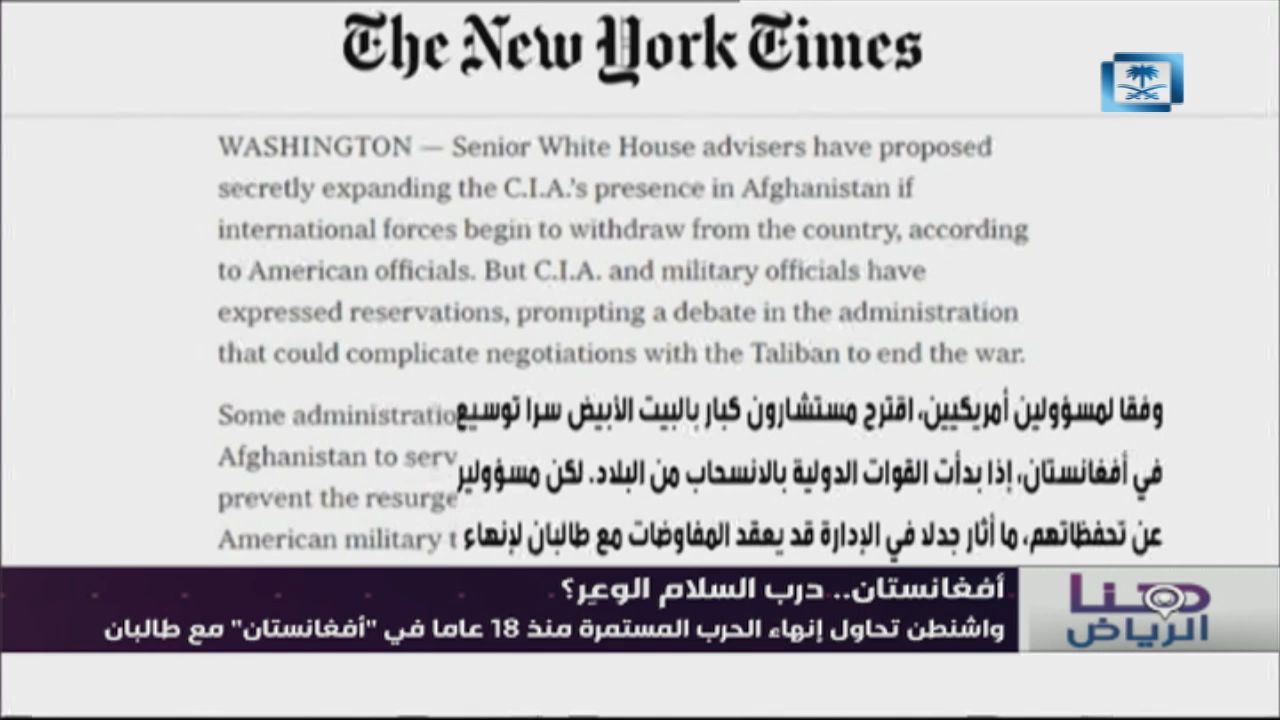 The New York Times
WASHINGTON — Senior White House advisers have proposed
secretly expanding the C.I.A.'s presence in Afghanistan if
international forces begin to withdraw from the country, according
to American officials. But C.I.A. and military officials have
expressed reservations, prompting a debate in the administration
that could complicate negotiations with the Taliban to end the war.
Some administratio
Afghanistan to serv
prevent the resurge
American military t
وفقا لمسؤولين أمريكيين، اقترح مستشارون كبار بالبيت الأبيض سرا توسيع
في أفغانستان، إذا بدأت القوات الدولية بالانسحاب من البلاد. لكن مسؤولير
عن تحفظاتهم، ما أثار جدلا في الإدارة قد يعقد المفاوضات مع طالبان لإنهاء
أفغانستان.. درب السلام الوعر؟
واشنطن تحاول إنهاء الحرب المستمرة منذ 18 عاما في "أفغانستان" مع طالبان
هنا
الرياض